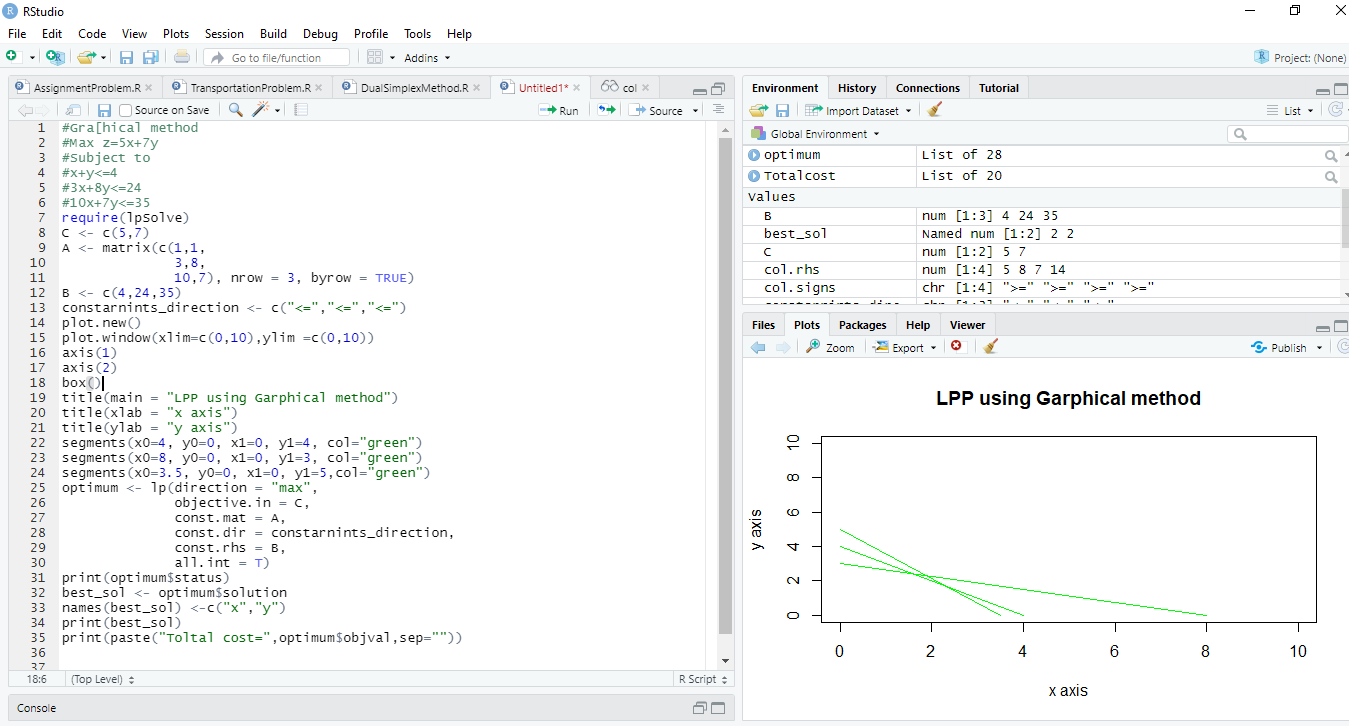 RStudio
File Edit Code View Plots Session Build Debug Profile Tools Help
Go to file/function Addins Project: (None)
AssignmentProblem.R TransportationProblem.R DualSimplexMethod.R Untitled1* col
Source on Save Run Source
1 #Gra[hical method
2 #Max z=5x+7y
3 #Subject to
4 #x+y<=4
5 #3x+8y<=24
6 #10x+7y<=35
7 require(lpSolve)
8 C <- c(5,7)
9 A <- matrix(c(1,1,
10 3,8,
11 10,7), nrow = 3, byrow = TRUE)
12 B <- c(4,24,35)
13 constarnints_direction <- c("<=","<=","<=")
14 plot.new()
15 plot.window(xlim=c(0,10),ylim =c(0,10))
16 axis(1)
17 axis(2)
18 box()
19 title(main = "LPP using Garphical method")
20 title(xlab = "x axis")
21 title(ylab = "y axis")
22 segments(x0=4, y0=0, x1=0, y1=4, col="green")
23 segments(x0=8, y0=0, x1=0, y1=3, col="green")
24 segments(x0=3.5, y0=0, x1=0, y1=5,col="green")
25 optimum <- lp(direction = "max",
26 objective.in = C,
27 const.mat = A,
28 const.dir = constarnints_direction,
29 const.rhs = B,
30 all.int = T)
31 print(optimum$status)
32 best_sol <- optimum$solution
33 names(best_sol) <-c("x","y")
34 print(best_sol)
35 print(paste("Toltal cost=",optimum$objval,sep=""))
36
37
18:6 (Top Level) R Script
Console
Environment History Connections Tutorial
Import Dataset List
Global Environment
optimum List of 28
Totalcost List of 20
Values
B num [1:3] 4 24 35
best_sol Named num [1:2] 2 2
C num [1:2] 5 7
col.rhs num [1:4] 5 8 7 14
col.signs chr [1:4] ">=" ">=" ">=" ">="
Files Plots Packages Help Viewer
Zoom Export Publish
LPP using Garphical method
10
8
6
4
2
0
y axis
0 2 4 6 8 10
x axis